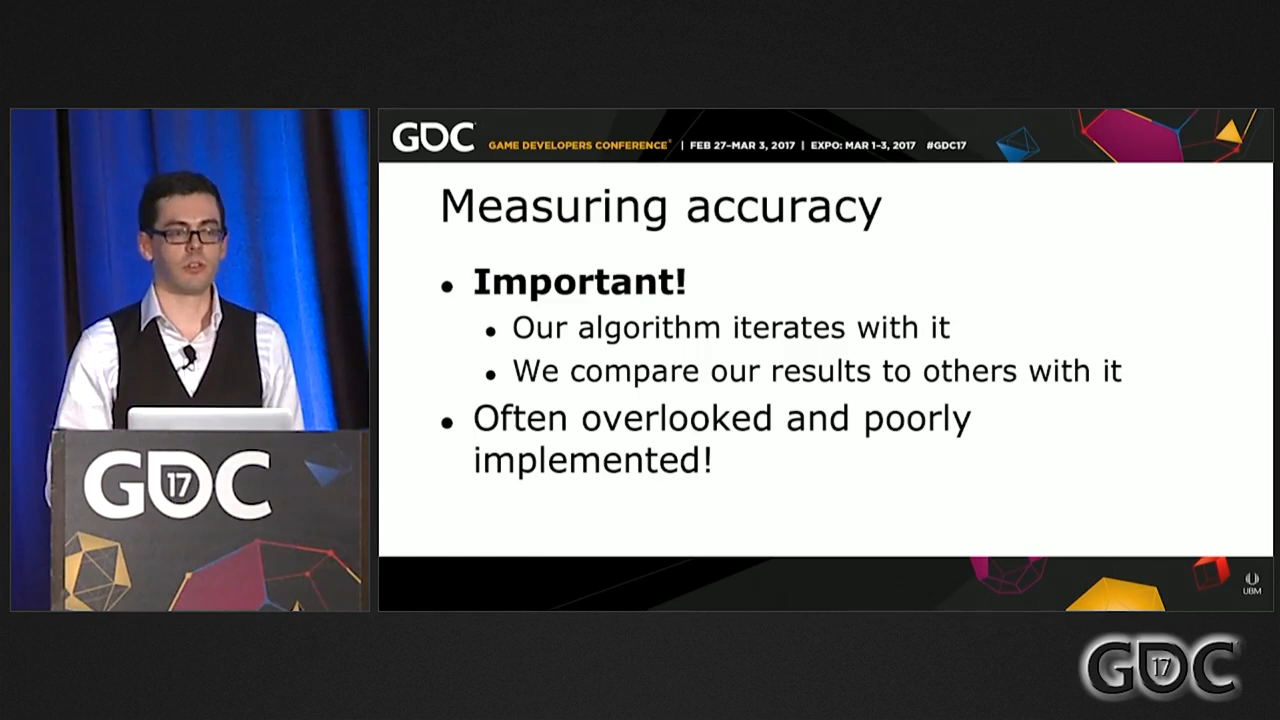 GDC GAME DEVELOPERS CONFERENCE® | FEB 27–MAR 3, 2017 | EXPO: MAR 1–3, 2017 #GDC17
Measuring accuracy
• Important!
• Our algorithm iterates with it
• We compare our results to others with it
• Often overlooked and poorly
implemented!
GDC 17
UBM
GDC 17